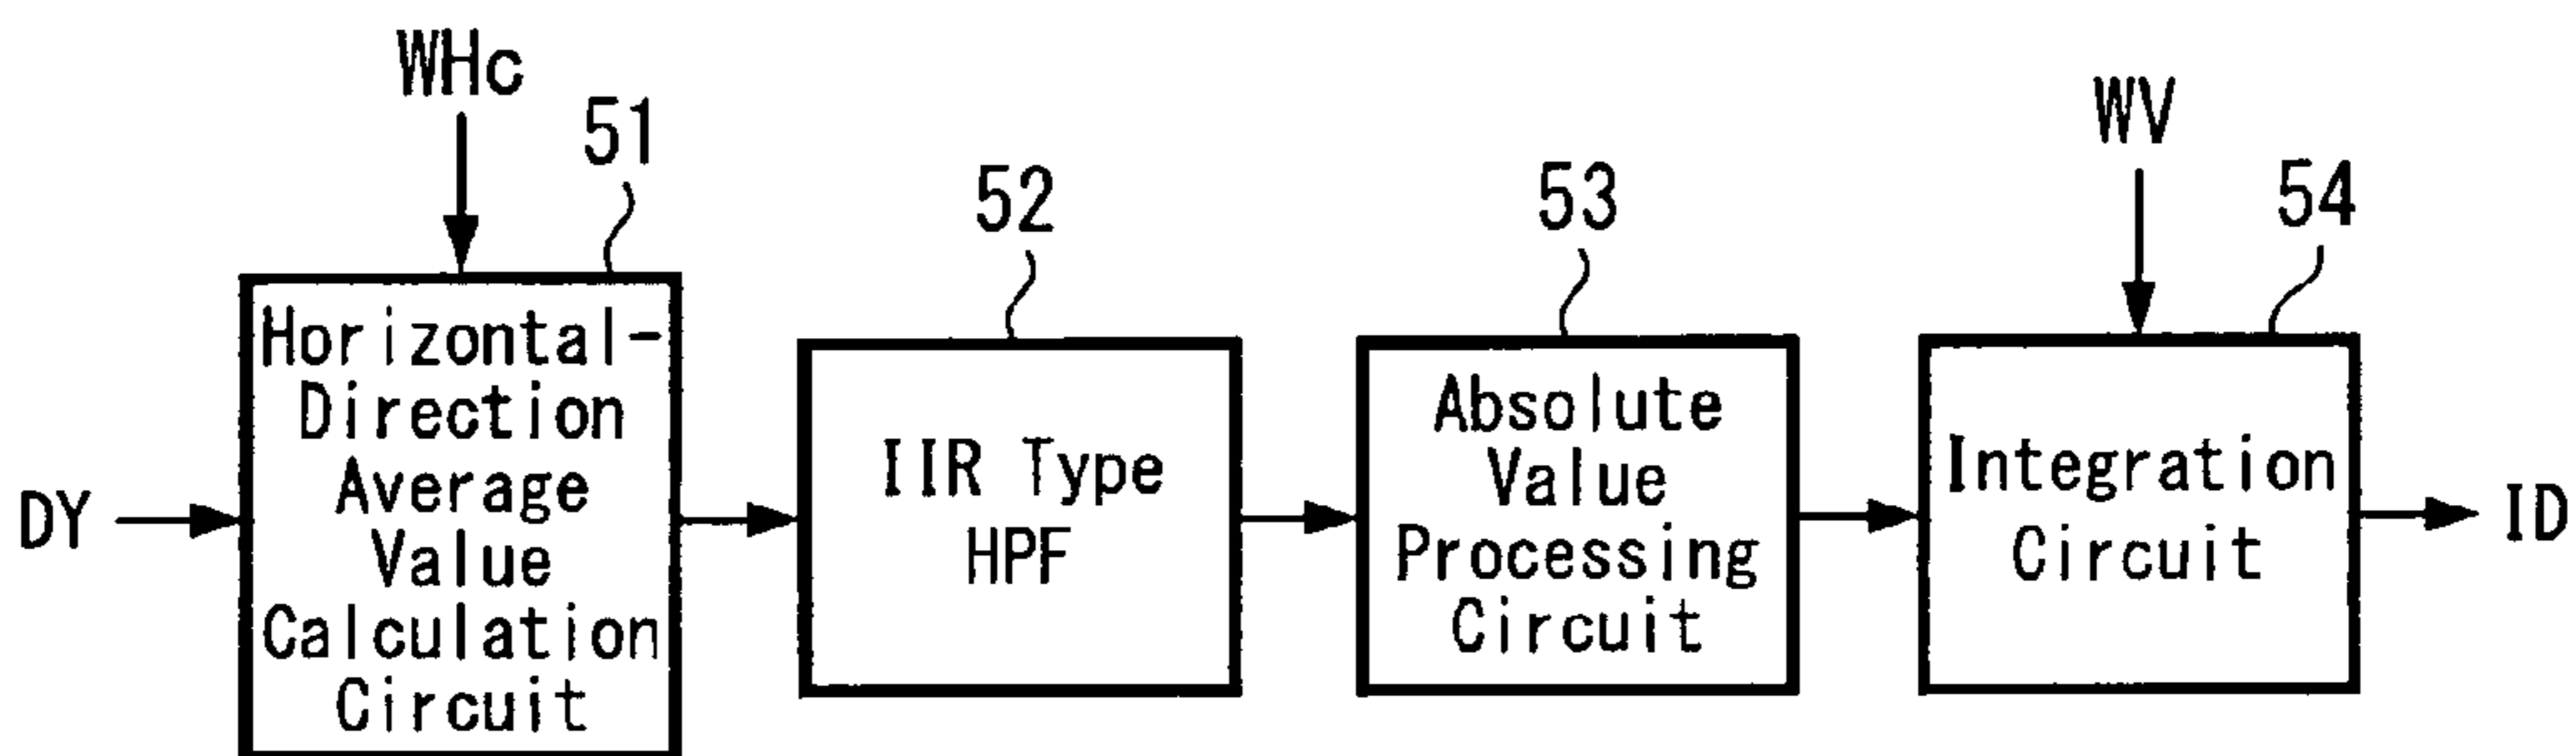 WHc
51
Horizontal-
Direction
Average
Value
Calculation
Circuit
DY
52
IIR Type
HPF
53
Absolute
Value
Processing
Circuit
WV
54
Integration
Circuit
ID